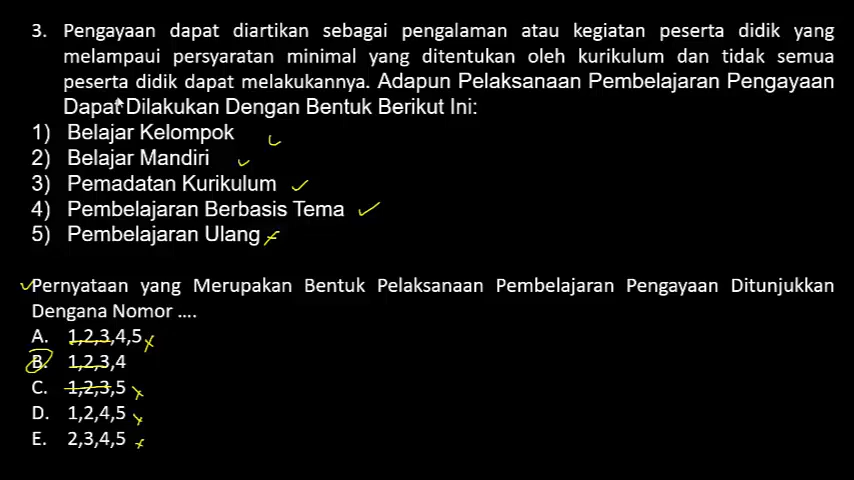 3. Pengayaan dapat diartikan sebagai pengalaman atau kegiatan peserta didik yang
melampaui persyaratan minimal yang ditentukan oleh kurikulum dan tidak semua
peserta didik dapat melakukannya. Adapun Pelaksanaan Pembelajaran Pengayaan
Dapat Dilakukan Dengan Bentuk Berikut Ini:
1) Belajar Kelompok
2) Belajar Mandiri
3) Pemadatan Kurikulum
4) Pembelajaran Berbasis Tema
5) Pembelajaran Ulang
Pernyataan yang Merupakan Bentuk Pelaksanaan Pembelajaran Pengayaan Ditunjukkan
Dengana Nomor ....
A. 1,2,3,4,5
B. 1,2,3,4
C. 1,2,3,5
D. 1,2,4,5
E. 2,3,4,5